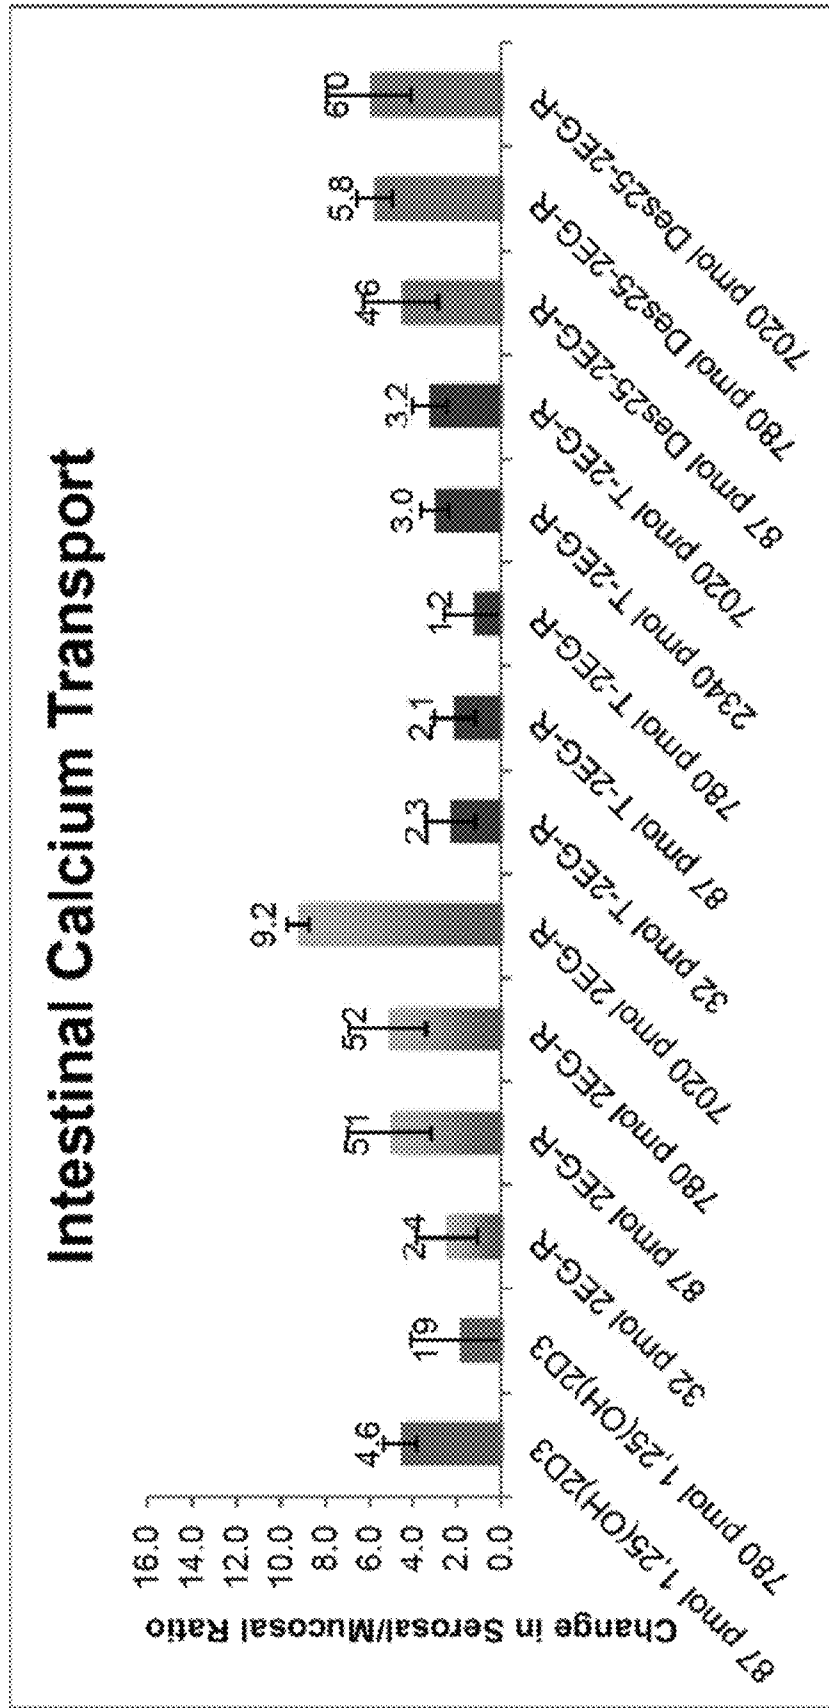 Intestinal Calcium Transport
Change in Serosal/Mucosal Ratio
16.0
14.0
12.0
10.0
8.0
6.0
4.0
2.0
0.0
4.6
1.9
2.4
5.1
5.2
9.2
2.3
2.1
1.2
3.0
3.2
4.6
5.8
6.0
87 pmol 1,25(OH)2D3
780 pmol 1,25(OH)2D3
32 pmol 2EG-R
87 pmol 2EG-R
780 pmol 2EG-R
7020 pmol 2EG-R
32 pmol T-2EG-R
87 pmol T-2EG-R
780 pmol T-2EG-R
2340 pmol T-2EG-R
7020 pmol T-2EG-R
87 pmol Des25-2EG-R
780 pmol Des25-2EG-R
7020 pmol Des25-2EG-R